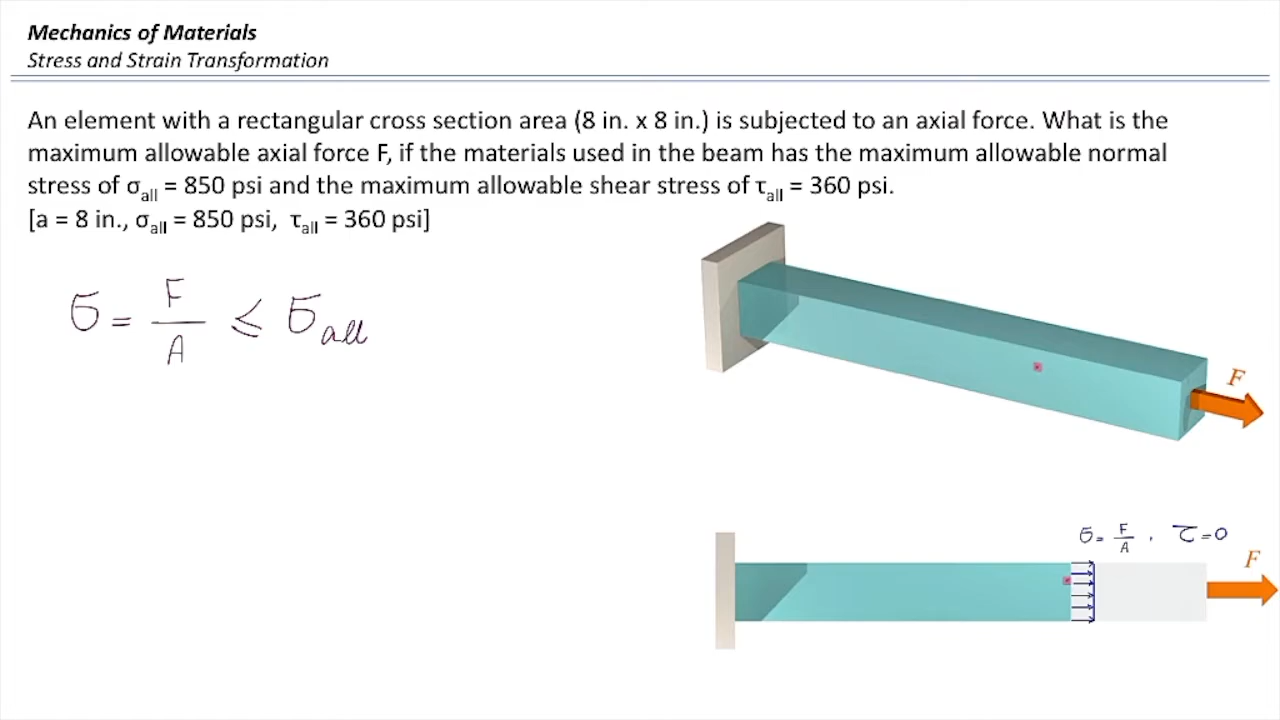 Mechanics of Materials
Stress and Strain Transformation
An element with a rectangular cross section area (8 in. x 8 in.) is subjected to an axial force. What is the
maximum allowable axial force F, if the materials used in the beam has the maximum allowable normal
stress of σall = 850 psi and the maximum allowable shear stress of τall = 360 psi.
[a = 8 in., σall = 850 psi, τall = 360 psi]
σ = F/A ≤ σall
F
σ = F/A , τ = 0
F